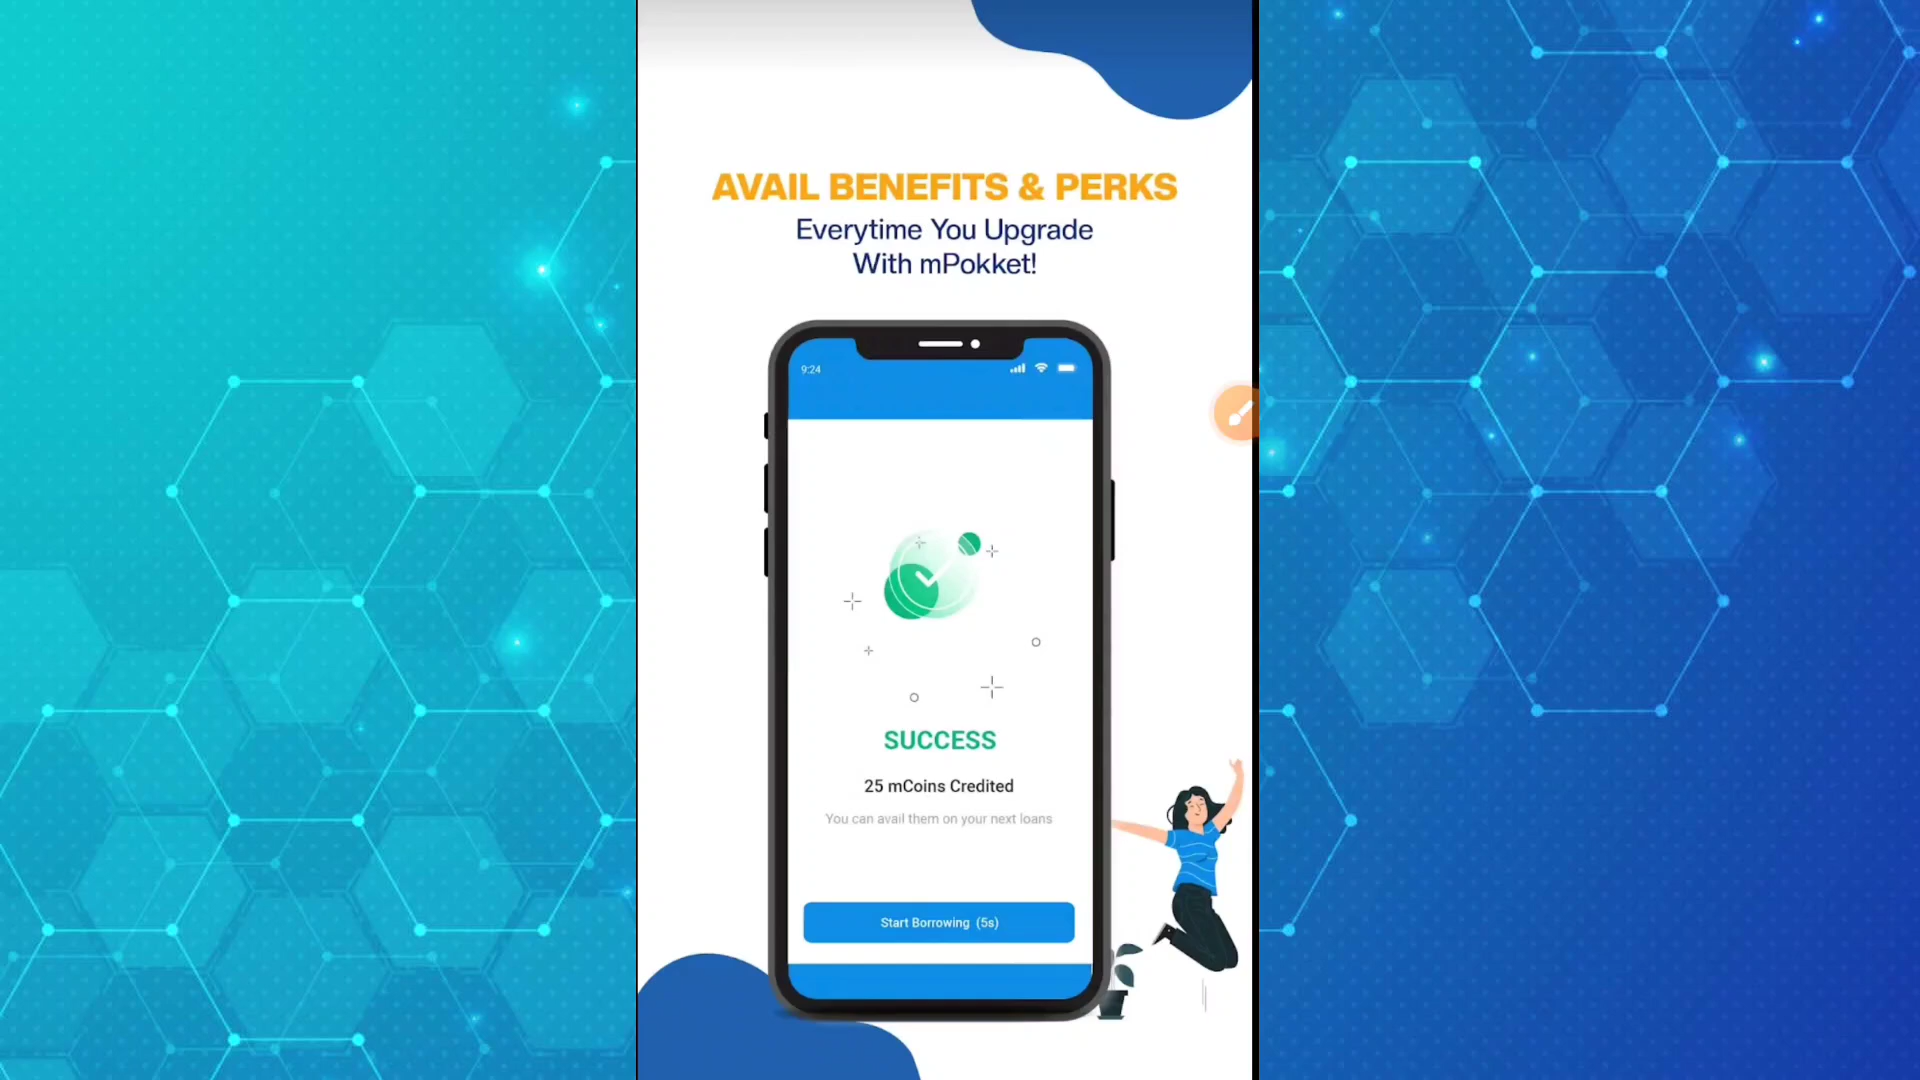 AVAIL BENEFITS & PERKS
Everytime You Upgrade
With mPokket!
9:24
SUCCESS
25 mCoins Credited
You can avail them on your next loans
Start Borrowing (5s)